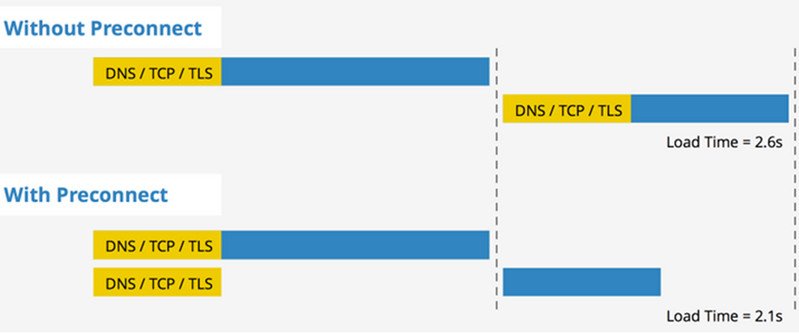 Without Preconnect
DNS / TCP / TLS
DNS / TCP / TLS
Load Time = 2.6s
With Preconnect
DNS / TCP / TLS
DNS / TCP / TLS
Load Time = 2.1s